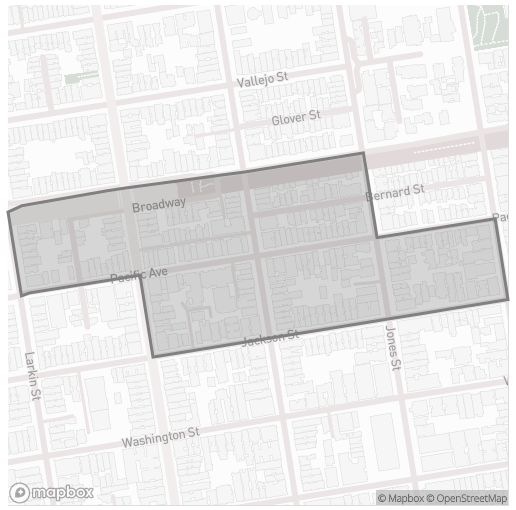 Vallejo St
Glover St
Bernard St
Broadway
Pac
Pacific Ave
Jackson St
Jones St
Larkin St
Washington St
mapbox
© Mapbox © OpenStreetMap